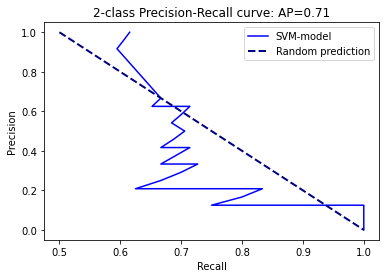 2-class Precision-Recall curve: AP=0.71
SVM-model
Random prediction
Precision
1.0
0.8
0.6
0.4
0.2
0.0
0.5 0.6 0.7 0.8 0.9 1.0
Recall